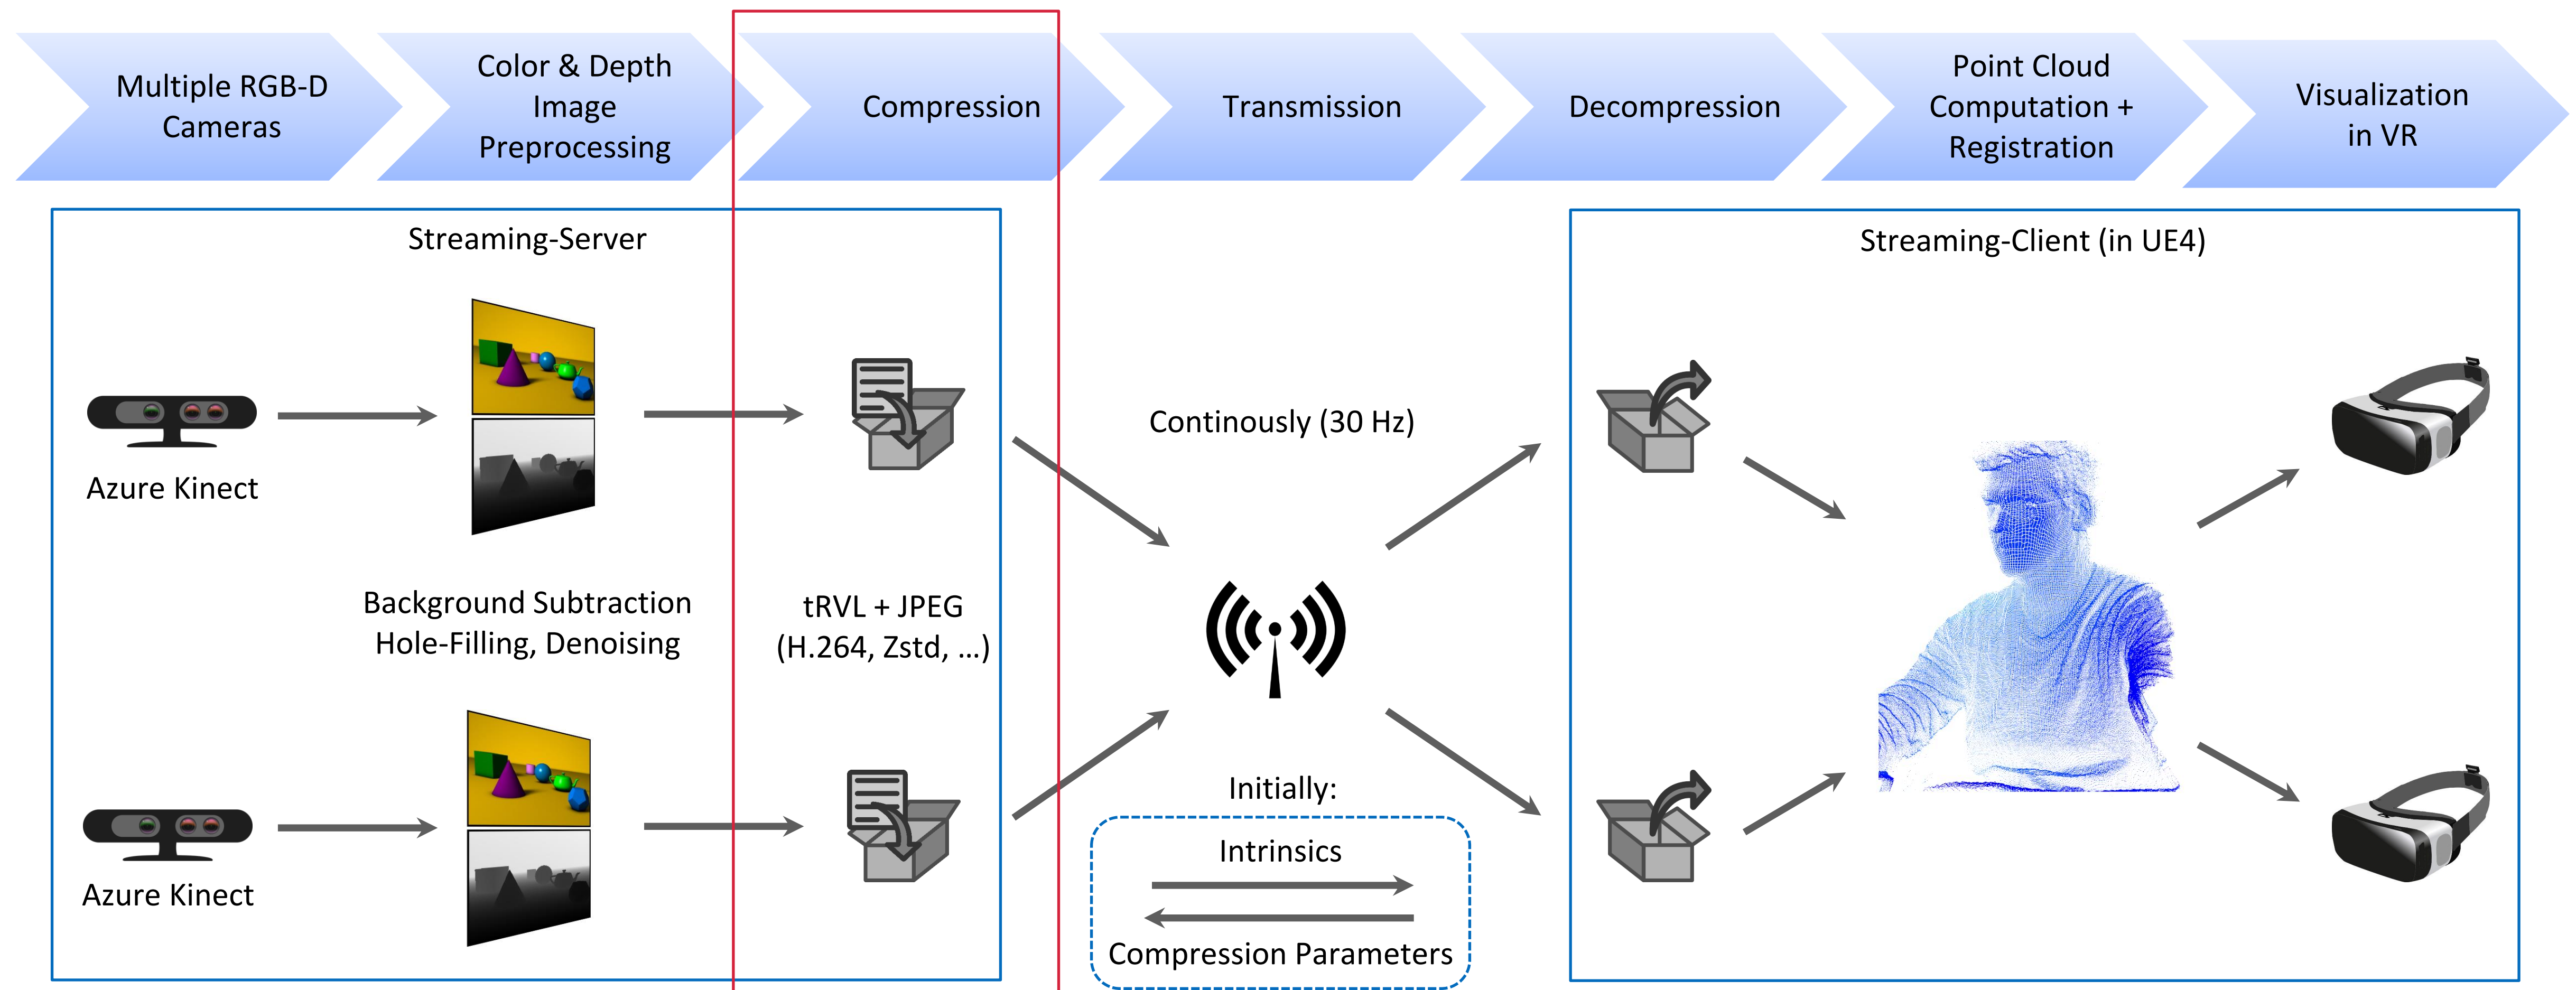 Multiple RGB-D
Cameras
Color & Depth
Image
Preprocessing
Compression
Transmission
Decompression
Point Cloud
Computation +
Registration
Visualization
in VR
Streaming-Server
Azure Kinect
Background Subtraction
Hole-Filling, Denoising
tRVL + JPEG
(H.264, Zstd, ...)
Azure Kinect
Continously (30 Hz)
Initially:
Intrinsics
Compression Parameters
Streaming-Client (in UE4)